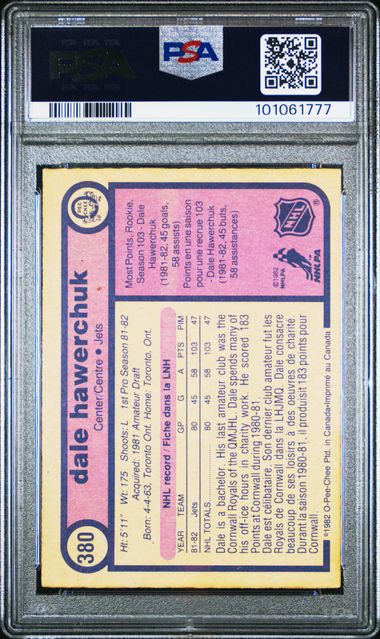 PSA
PSA
101061777
380
dale hawerchuk
Center/Centre • Jets
Ht: 5'11" Wt: 175 Shoots: L 1st Pro Season 81-82
Acquired: 1981 Amateur Draft
Born: 4-4-63, Toronto Ont. Home: Toronto, Ont.
NHL record / Fiche dans la LNH
YEAR TEAM GP G A PTS PIM
81-82 Jets 80 45 58 103 47
NHL TOTALS 80 45 58 103 47
Dale is a bachelor. His last amateur club was the
Cornwall Royals of the QMJHL. Dale spends many of
his off-ice hours in charity work. He scored 183
Points at Cornwall during 1980-81.
Dale est célibataire. Son dernier club amateur fut les
Royals de Cornwall dans la LHJMQ. Dale consacre
beaucoup de ses loisirs à des oeuvres de charité.
Durant la saison 1980-81, il produisit 183 points pour
Cornwall.
©1982 O-Pee-Chee Ptd. in Canada-Imprimé au Canada
O PEE CHEE
Most Points, Rookie,
Season 103 - Dale
Hawerchuk
(1981-82, 45 goals,
58 assists)
Points en une saison
pour une recrue 103
- Dale Hawerchuk
(1981-82, 45 buts,
58 assistances)
©1982
NHLPA
NHLPA
NHL
®